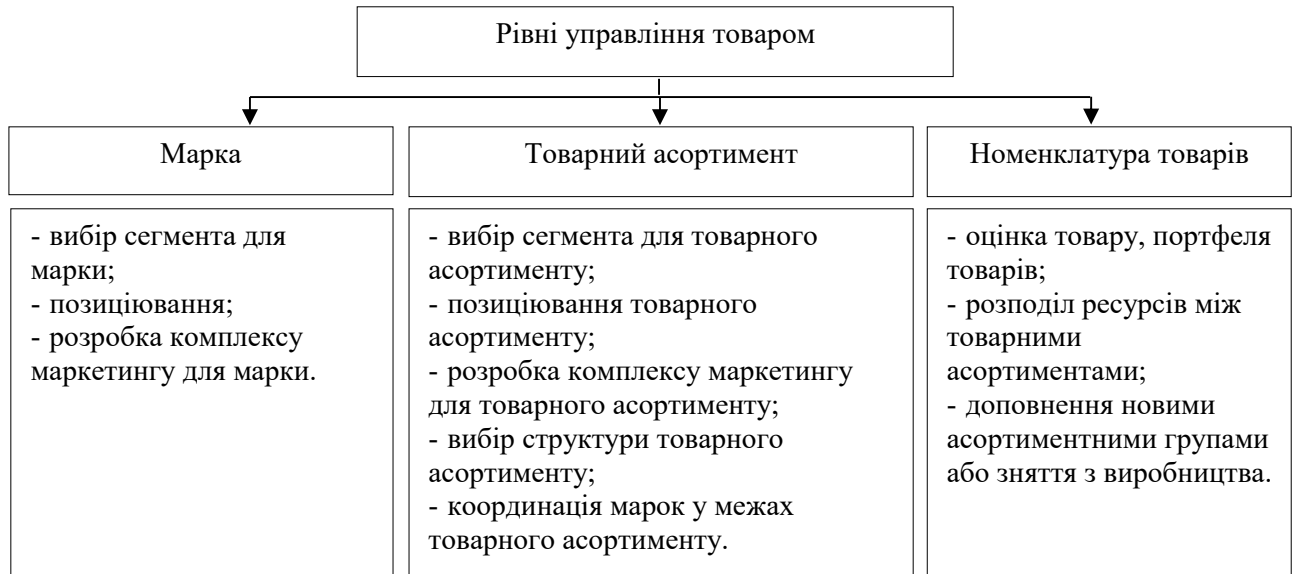 Рівні управління товаром
Марка
Товарний асортимент
Номенклатура товарів
- вибір сегмента для
марки;
- позиціювання;
- розробка комплексу
маркетингу для марки.
- вибір сегмента для товарного
асортименту;
- позиціювання товарного
асортименту;
- розробка комплексу маркетингу
для товарного асортименту;
- вибір структури товарного
асортименту;
- координація марок у межах
товарного асортименту.
- оцінка товару, портфеля
товарів;
- розподіл ресурсів між
товарними
асортиментами;
- доповнення новими
асортиментними групами
або зняття з виробництва.